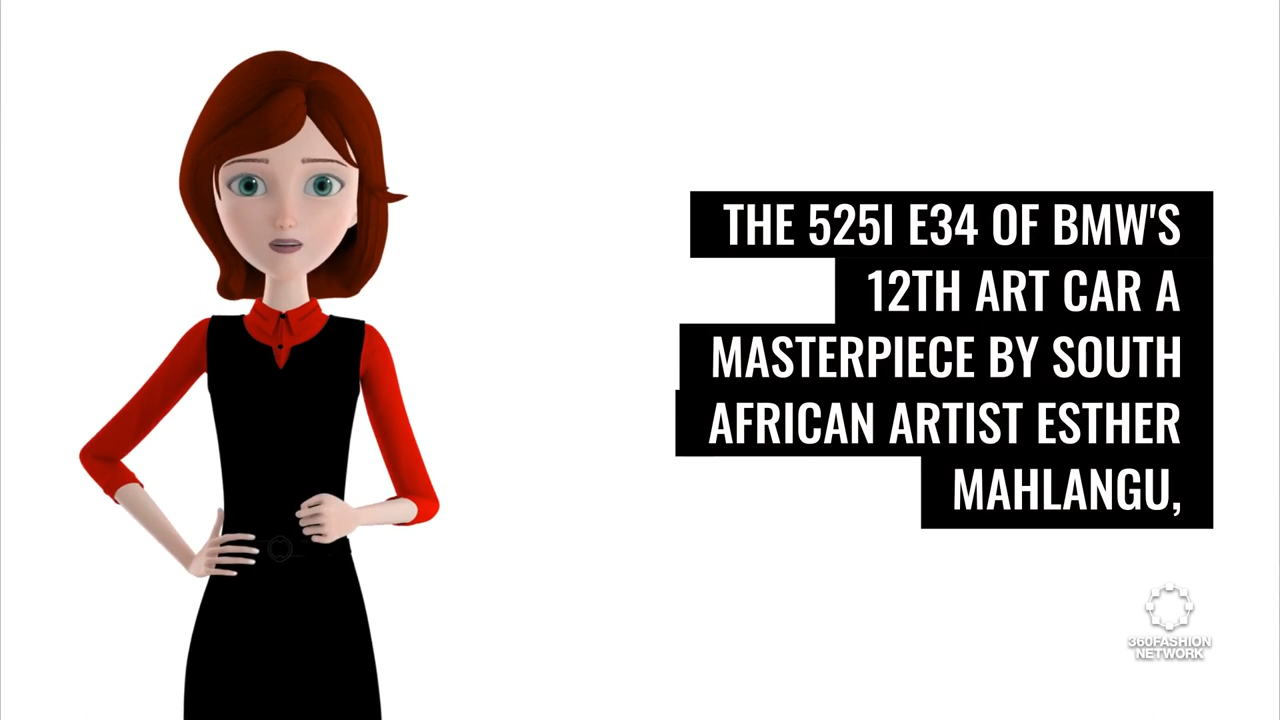 THE 525I E34 OF BMW'S
12TH ART CAR A
MASTERPIECE BY SOUTH
AFRICAN ARTIST ESTHER
MAHLANGU,
360FASHION
NETWORK